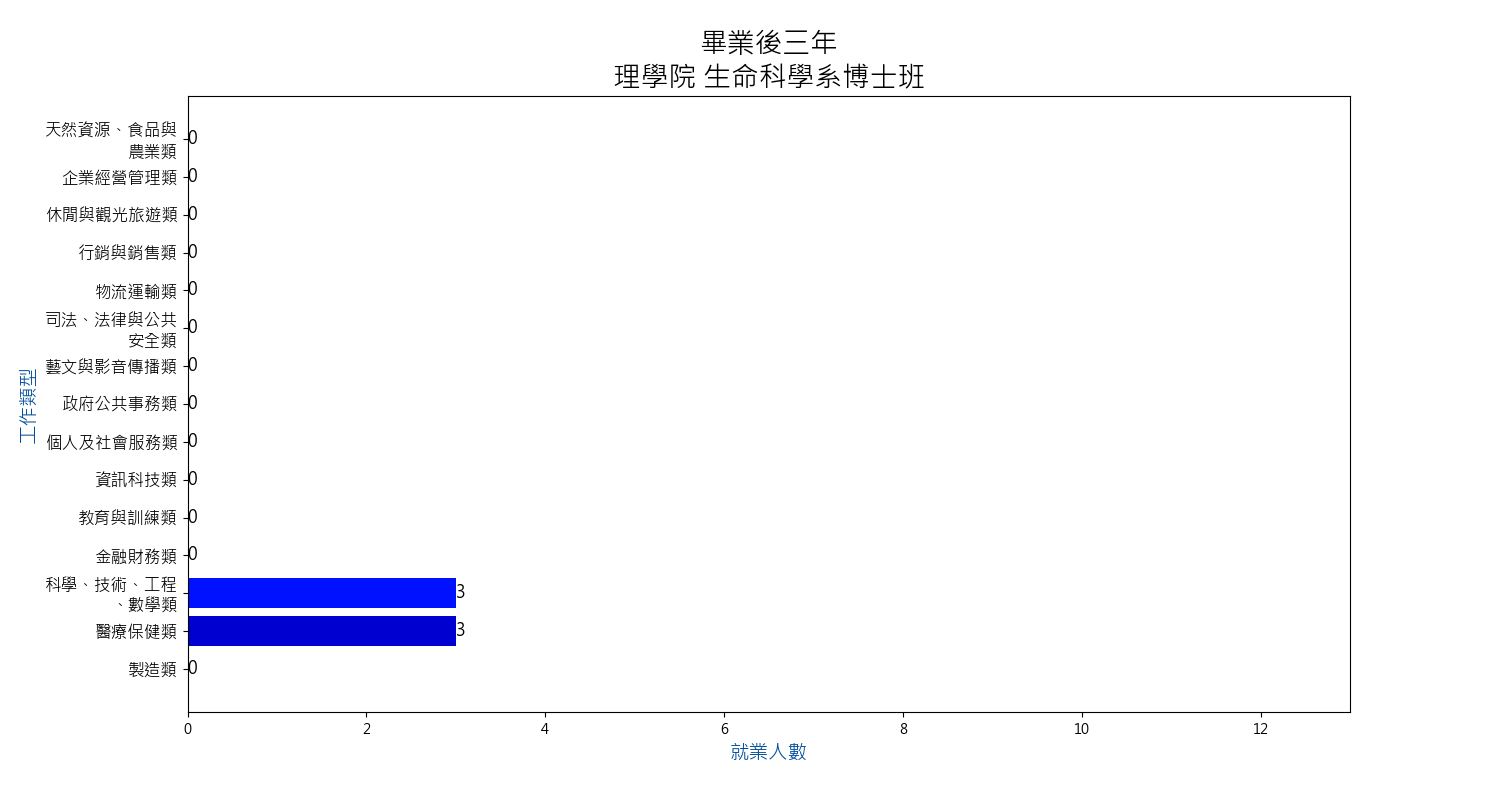 畢業後三年
理學院 生命科學系博士班
天然資源、食品與
農業類
0
企業經營管理類
0
休閒與觀光旅遊類
0
行銷與銷售類
0
物流運輸類
0
司法、法律與公共
安全類
0
藝文與影音傳播類
0
政府公共事務類
0
個人及社會服務類
0
資訊科技類
0
教育與訓練類
0
金融財務類
0
科學、技術、工程
、數學類
3
醫療保健類
3
製造類
0
工作類型
0 2 4 6 8 10 12
就業人數